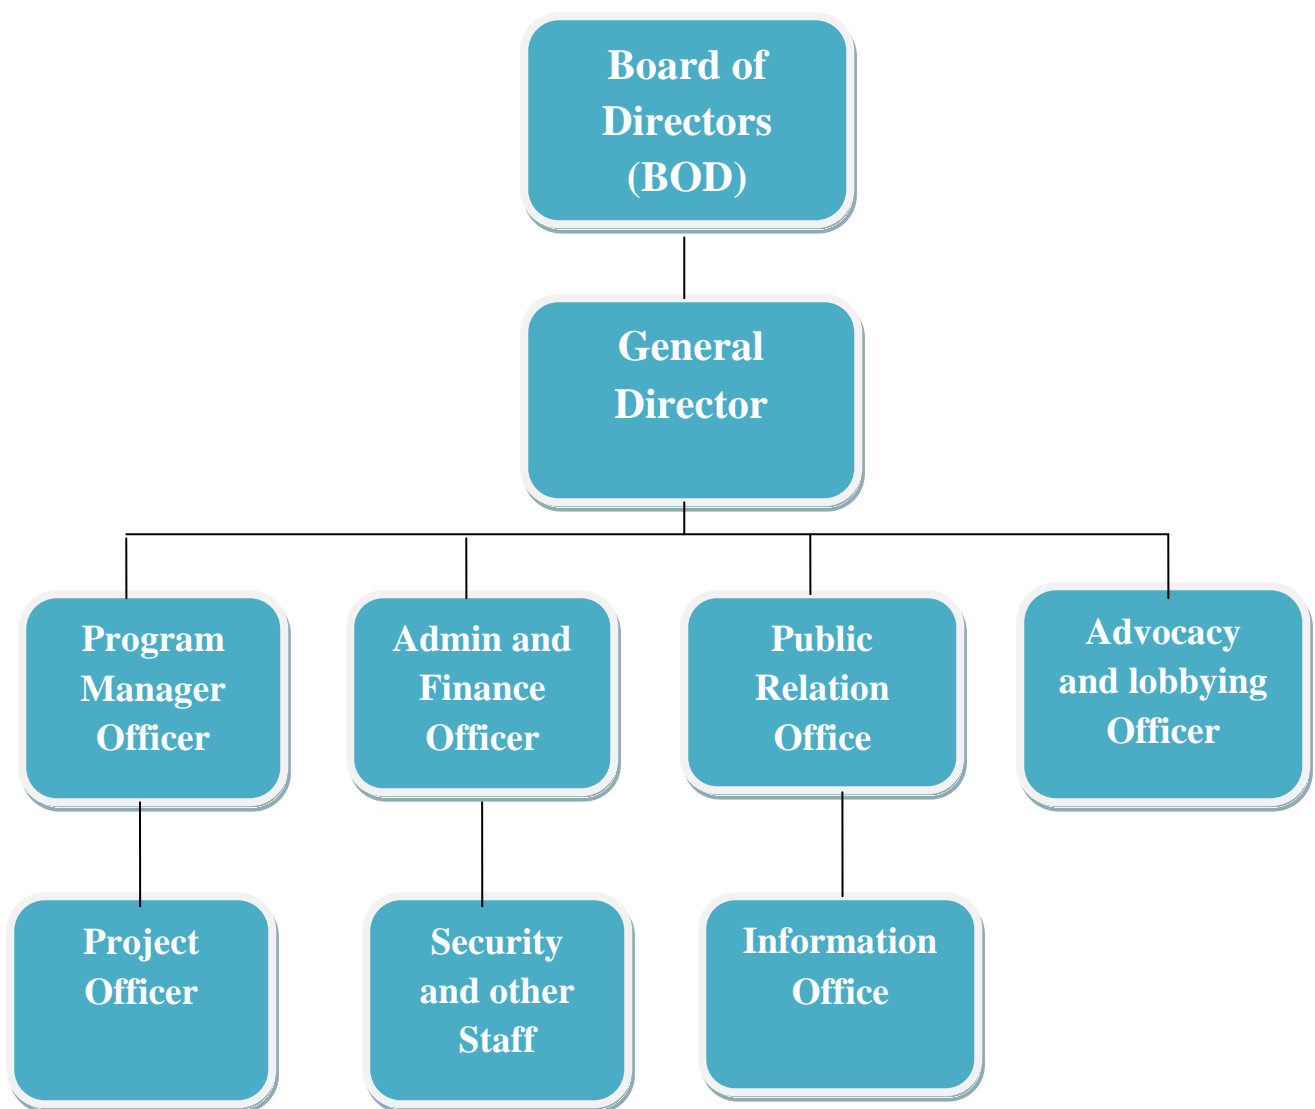 Board of
Directors
(BOD)
General
Director
Program
Manager
Officer
Admin and
Finance
Officer
Public
Relation
Office
Advocacy
and lobbying
Officer
Project
Officer
Security
and other
Staff
Information
Office